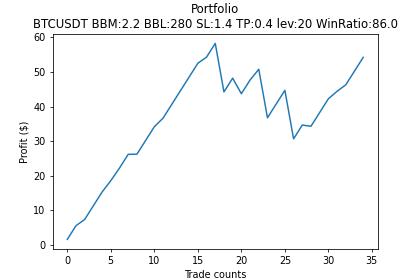 Portfolio
BTCUSDT BBM:2.2 BBL:280 SL:1.4 TP:0.4 lev:20 WinRatio:86.0
60
50
40
30
20
10
0
Profit ($)
0 5 10 15 20 25 30 35
Trade counts